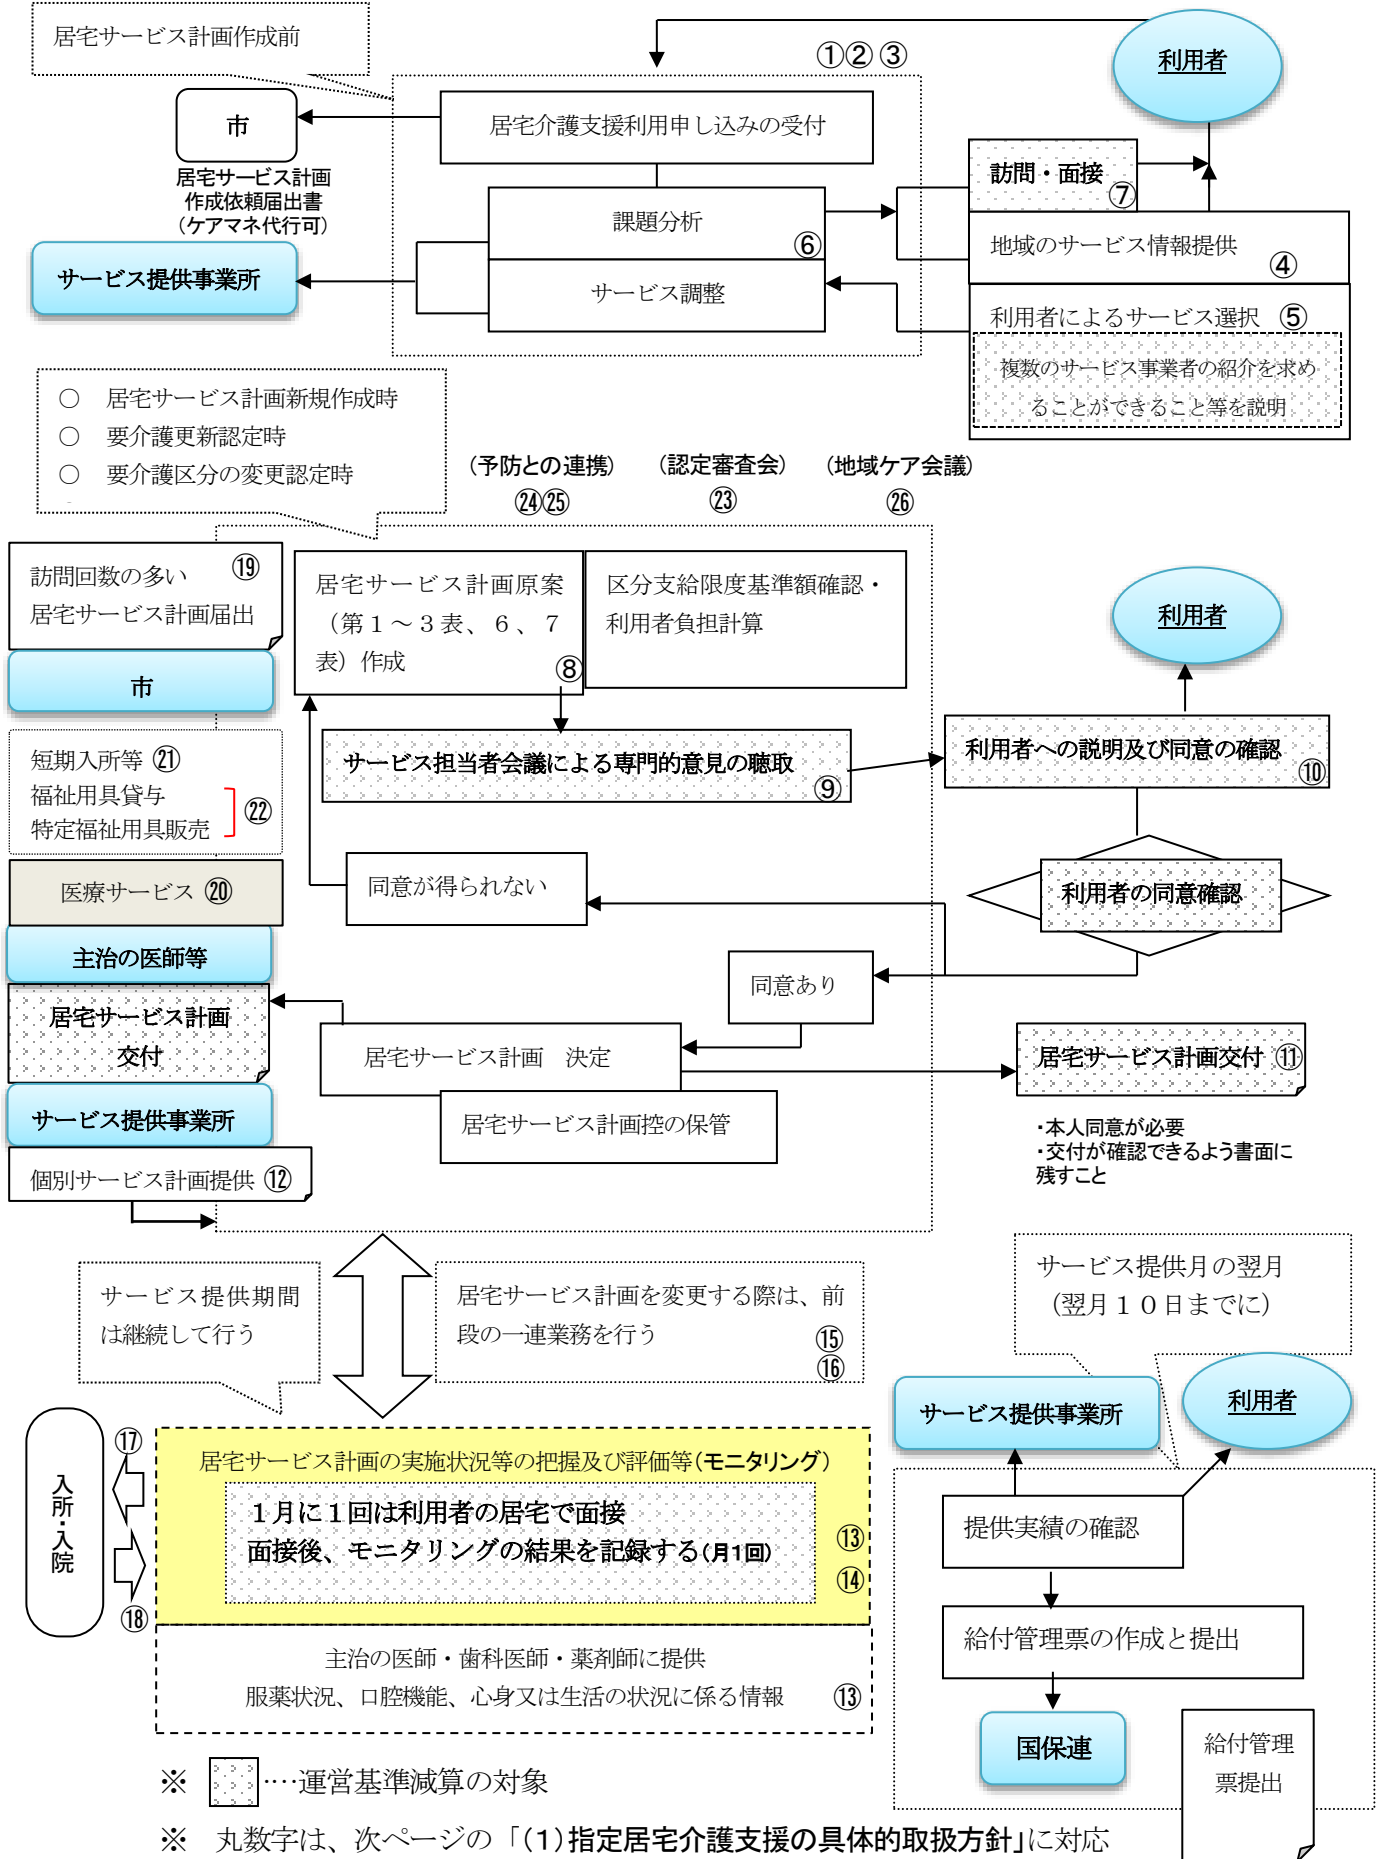 居宅サービス計画作成前
①② ③
利用者
市
居宅介護支援利用申し込みの受付
居宅サービス計画
作成依頼届出書
（ケアマネ代行可）
訪問・面接
⑦
課題分析
⑥
地域のサービス情報提供
④
サービス提供事業所
サービス調整
利用者によるサービス選択 ⑤
複数のサービス事業者の紹介を求め
ることができること等を説明
○ 居宅サービス計画新規作成時
○ 要介護更新認定時
○ 要介護区分の変更認定時
（予防との連携） （認定審査会） （地域ケア会議）
㉔㉕ ㉓ ㉖
訪問回数の多い ⑲
居宅サービス計画届出
市
居宅サービス計画原案
（第１～３表、６、７
表）作成
⑧
区分支給限度基準額確認・
利用者負担計算
利用者
短期入所等 ㉑
福祉用具貸与
特定福祉用具販売
㉒
サービス担当者会議による専門的意見の聴取
⑨
利用者への説明及び同意の確認
⑩
医療サービス ⑳
同意が得られない
利用者の同意確認
主治の医師等
同意あり
居宅サービス計画
交付
居宅サービス計画　決定
居宅サービス計画交付 ⑪
サービス提供事業所
居宅サービス計画控の保管
・本人同意が必要
・交付が確認できるよう書面に
残すこと
個別サービス計画提供 ⑫
サービス提供期間
は継続して行う
居宅サービス計画を変更する際は、前
段の一連業務を行う
⑮
⑯
サービス提供月の翌月
（翌月１０日までに）
サービス提供事業所
利用者
入所・入院
⑰
⑱
居宅サービス計画の実施状況等の把握及び評価等（モニタリング）
１月に１回は利用者の居宅で面接
面接後、モニタリングの結果を記録する（月１回）
⑬
⑭
提供実績の確認
給付管理票の作成と提出
主治の医師・歯科医師・薬剤師に提供
服薬状況、口腔機能、心身又は生活の状況に係る情報
⑬
国保連
給付管理
票提出
※ ‥‥運営基準減算の対象
※ 丸数字は、次ページの「（１）指定居宅介護支援の具体的取扱方針」に対応